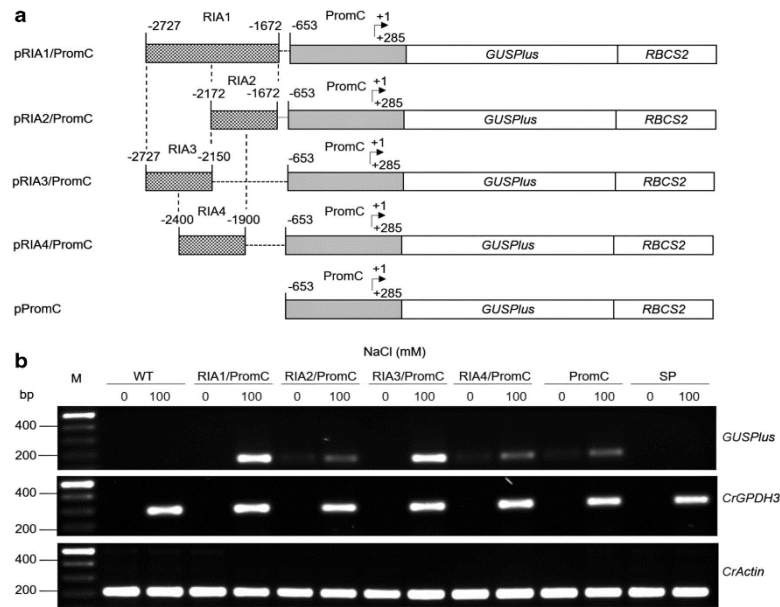 a
RIA1
-2727 -1672 -653 PromC +1
pRIA1/PromC +285 GUSPlus RBCS2
RIA2
-2172 -1672 -653 PromC +1
pRIA2/PromC +285 GUSPlus RBCS2
RIA3
-2727 -2150 -653 PromC +1
pRIA3/PromC +285 GUSPlus RBCS2
RIA4
-2400 -1900 -653 PromC +1
pRIA4/PromC +285 GUSPlus RBCS2
-653 PromC +1
pPromC +285 GUSPlus RBCS2
b
NaCl (mM)
M WT RIA1/PromC RIA2/PromC RIA3/PromC RIA4/PromC PromC SP
bp 0 100 0 100 0 100 0 100 0 100 0 100 0 100
400
200
GUSPlus
400
200
CrGPDH3
400
200
CrActin